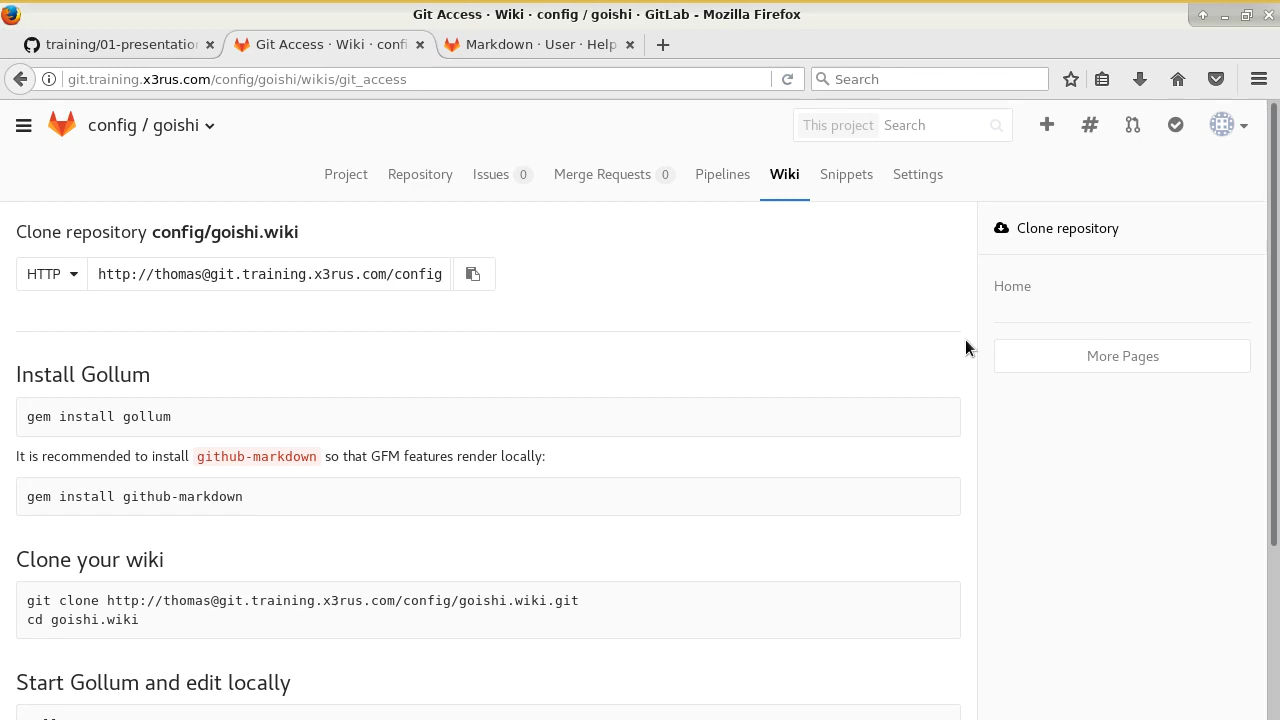 Git Access · Wiki · config / goishi · GitLab - Mozilla Firefox
training/01-presentation
Git Access · Wiki · confi
Markdown · User · Help
git.training.x3rus.com/config/goishi/wikis/git_access
Search
config / goishi
This project
Search
Project
Repository
Issues 0
Merge Requests 0
Pipelines
Wiki
Snippets
Settings
Clone repository config/goishi.wiki
HTTP
http://thomas@git.training.x3rus.com/config
Clone repository
Home
More Pages
Install Gollum
gem install gollum
It is recommended to install github-markdown so that GFM features render locally:
gem install github-markdown
Clone your wiki
git clone http://thomas@git.training.x3rus.com/config/goishi.wiki.git
cd goishi.wiki
Start Gollum and edit locally